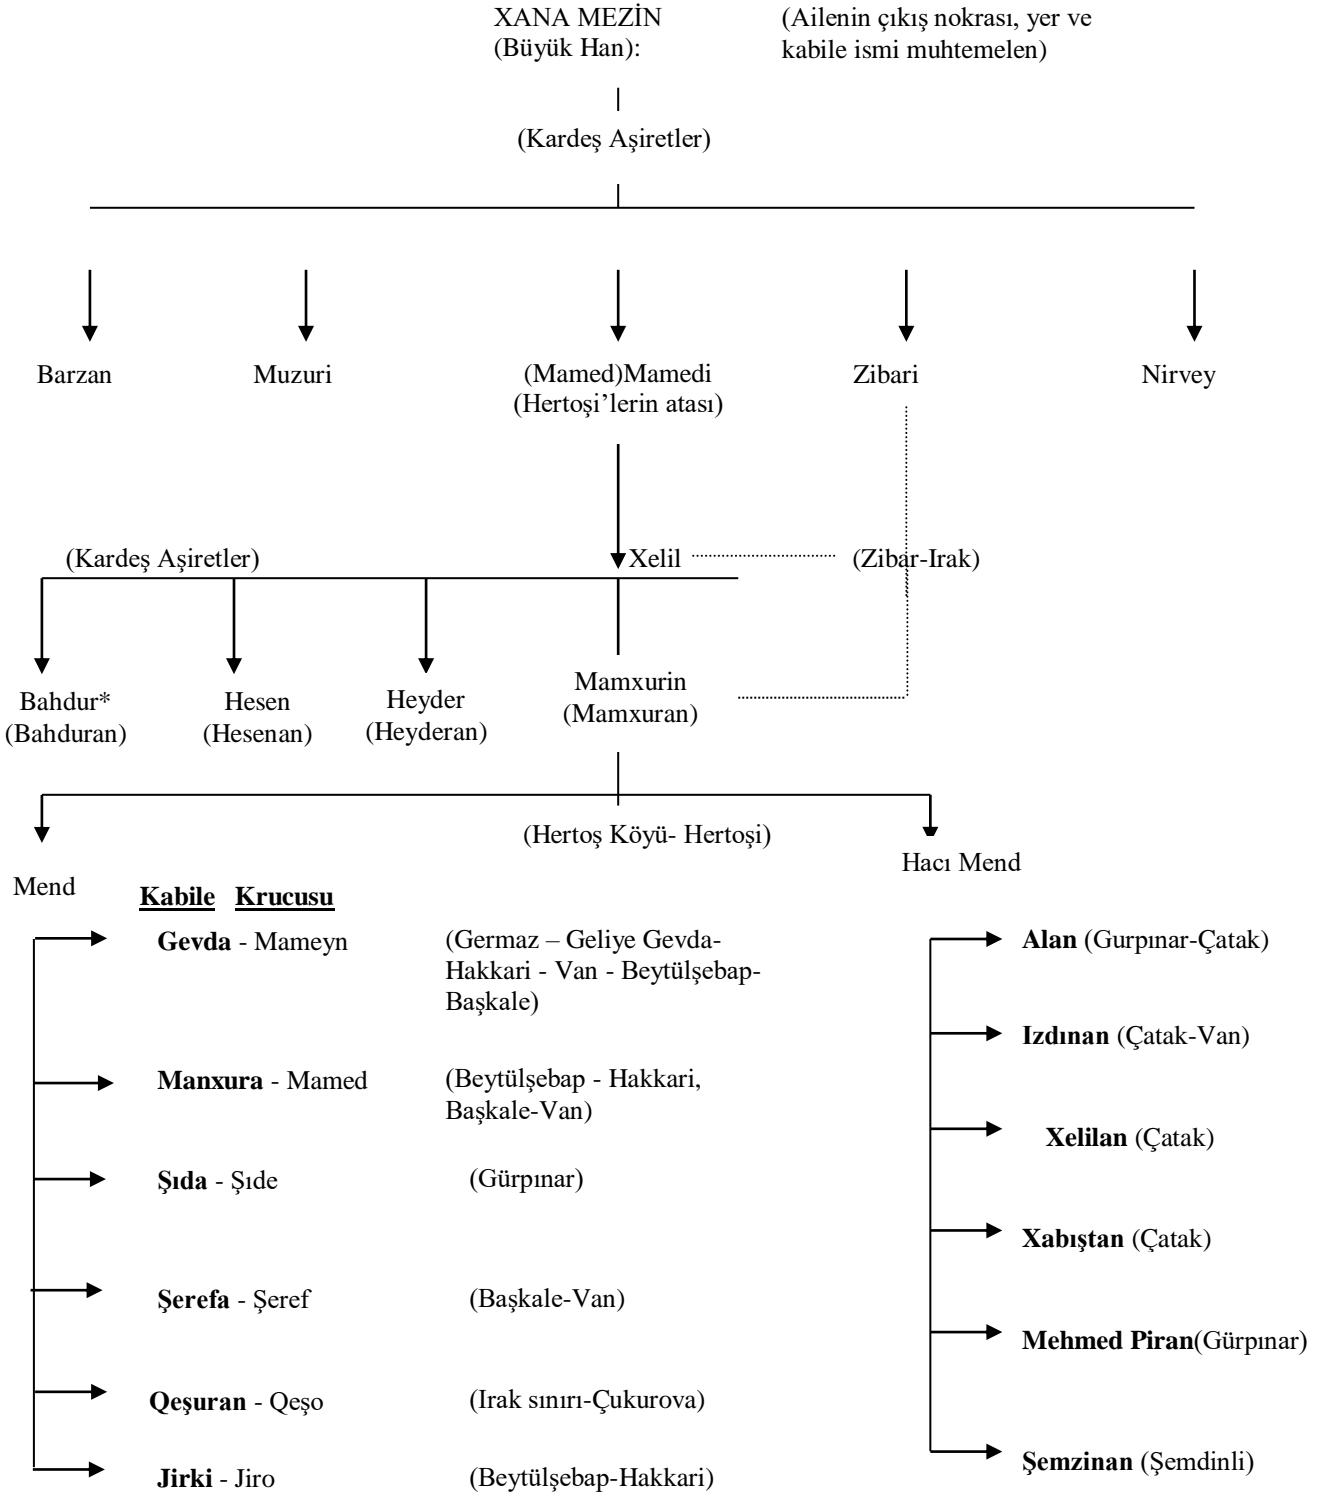 XANA MEZİN
(Büyük Han):
(Ailenin çıkış nokrası, yer ve
kabile ismi muhtemelen)
(Kardeş Aşiretler)
Barzan
Muzuri
(Mamed)Mamedi
(Hertoşi’lerin atası)
Zibari
Nirvey
(Kardeş Aşiretler)
Xelil
(Zibar-Irak)
Bahdur*
(Bahduran)
Hesen
(Hesenan)
Heyder
(Heyderan)
Mamxurin
(Mamxuran)
(Hertoş Köyü- Hertoşi)
Mend
Hacı Mend
Kabile Krucusu
Gevda - Mameyn
(Germaz – Geliye Gevda-
Hakkari - Van - Beytülşebap-
Başkale)
Manxura - Mamed
(Beytülşebap - Hakkari,
Başkale-Van)
Şıda - Şıde
(Gürpınar)
Şerefa - Şeref
(Başkale-Van)
Qeşuran - Qeşo
(Irak sınırı-Çukurova)
Jirki - Jiro
(Beytülşebap-Hakkari)
Alan (Gurpınar-Çatak)
Izdınan (Çatak-Van)
Xelilan (Çatak)
Xabıştan (Çatak)
Mehmed Piran(Gürpınar)
Şemzinan (Şemdinli)